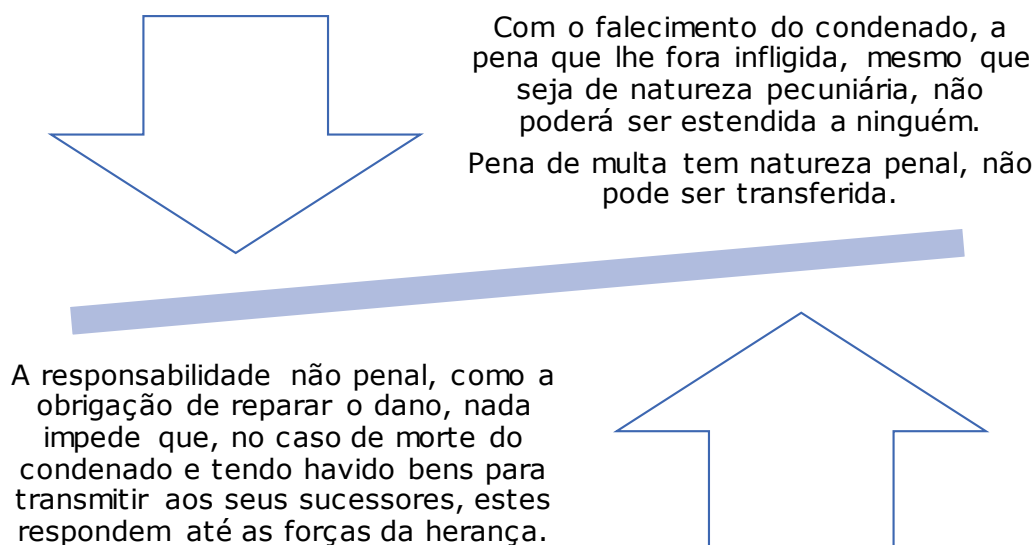 Com o falecimento do condenado, a
pena que lhe fora infligida, mesmo que
seja de natureza pecuniária, não
poderá ser estendida a ninguém.
Pena de multa tem natureza penal, não
pode ser transferida.
A responsabilidade não penal, como a
obrigação de reparar o dano, nada
impede que, no caso de morte do
condenado e tendo havido bens para
transmitir aos seus sucessores, estes
respondem até as forças da herança.